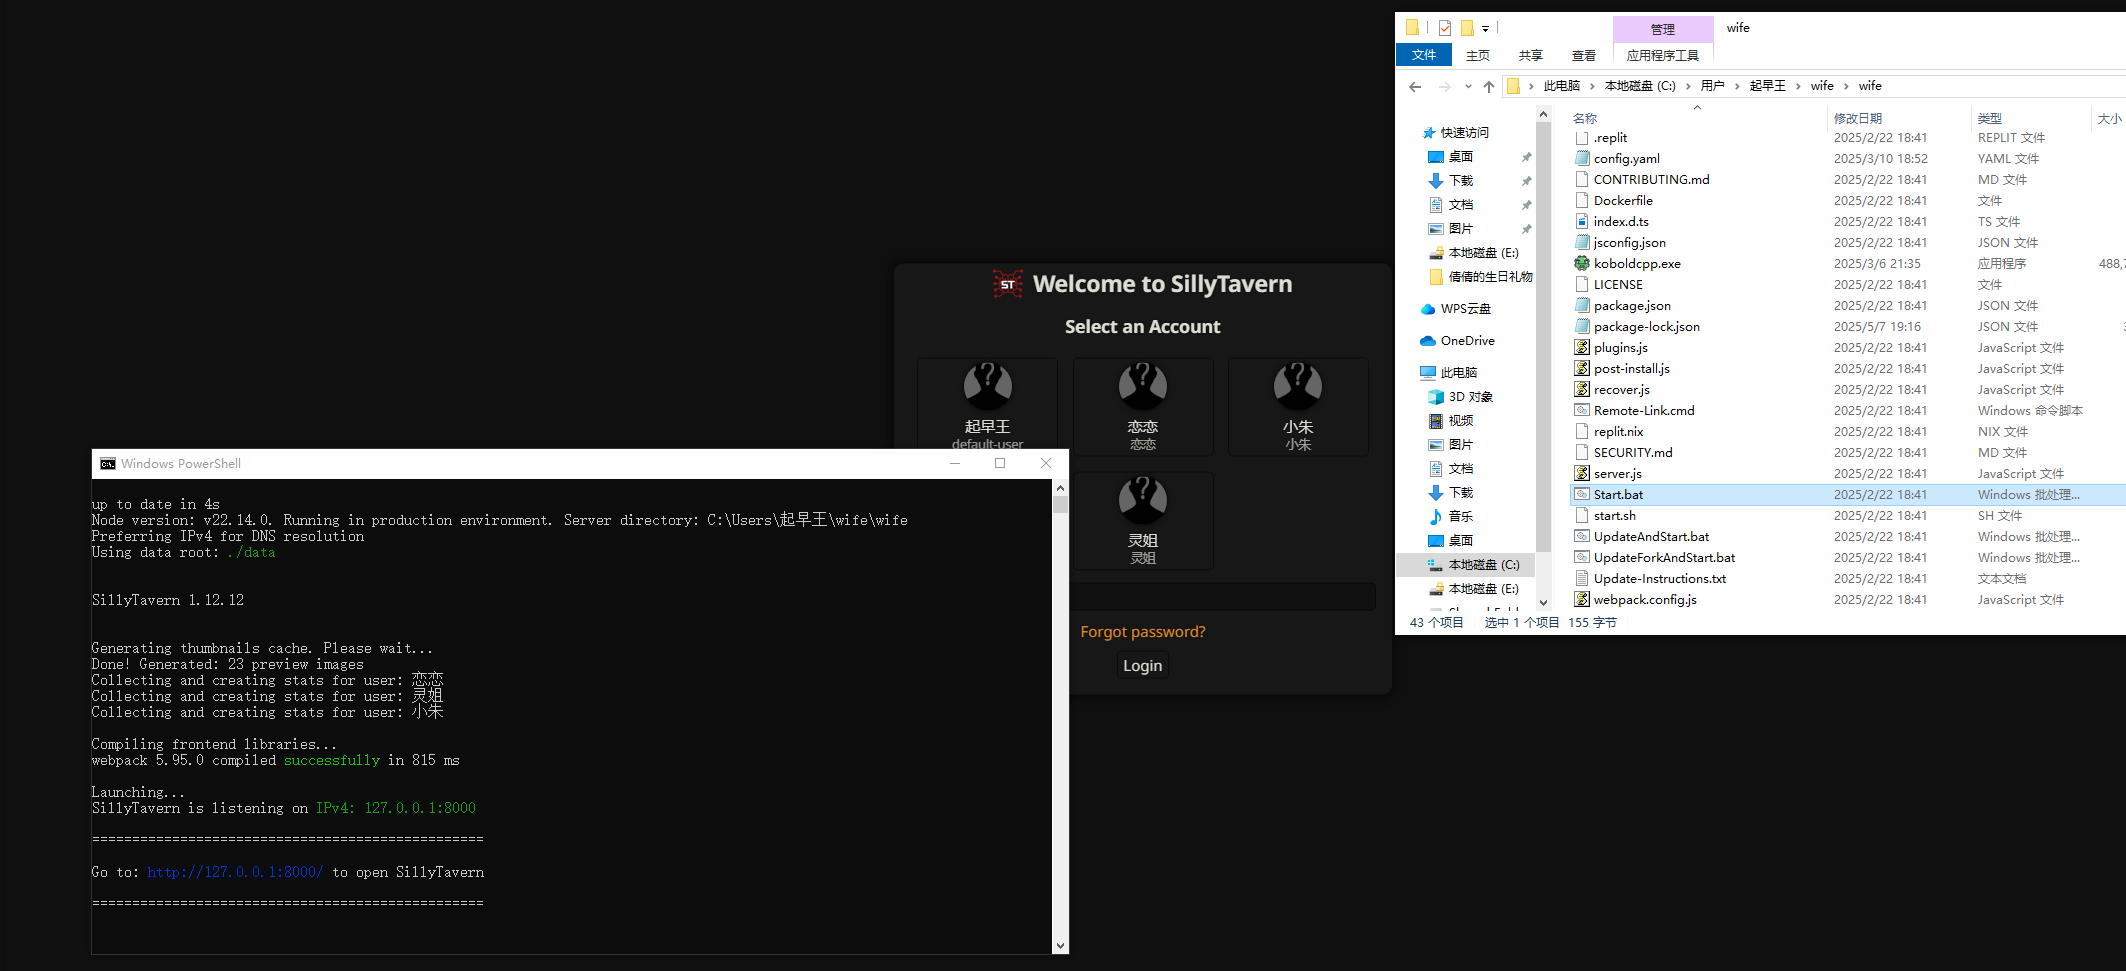 Welcome to SillyTavern
Select an Account
起早王
default-user
恋恋
恋恋
小朱
小朱
灵姐
灵姐
Forgot password?
Login
Windows PowerShell
up to date in 4s
Node version: v22.14.0. Running in production environment. Server directory: C:\Users\起早王\wife\wife
Preferring IPv4 for DNS resolution
Using data root: ./data
SillyTavern 1.12.12
Generating thumbnails cache. Please wait...
Done! Generated: 23 preview images
Collecting and creating stats for user: 恋恋
Collecting and creating stats for user: 灵姐
Collecting and creating stats for user: 小朱
Compiling frontend libraries...
webpack 5.95.0 compiled successfully in 815 ms
Launching...
SillyTavern is listening on IPv4: 127.0.0.1:8000
=================================================
Go to: http://127.0.0.1:8000/ to open SillyTavern
=================================================
管理 wife
文件 主页 共享 查看 应用程序工具
此电脑 > 本地磁盘 (C:) > 用户 > 起早王 > wife > wife
快速访问
桌面
下载
文档
图片
本地磁盘 (E:)
倩倩的生日礼物
WPS云盘
OneDrive
此电脑
3D 对象
视频
图片
文档
下载
音乐
桌面
本地磁盘 (C:)
本地磁盘 (E:)
名称 修改日期 类型 大小
.replit 2025/2/22 18:41 REPLIT 文件
config.yaml 2025/3/10 18:52 YAML 文件
CONTRIBUTING.md 2025/2/22 18:41 MD 文件
Dockerfile 2025/2/22 18:41 文件
index.d.ts 2025/2/22 18:41 TS 文件
jsconfig.json 2025/2/22 18:41 JSON 文件
koboldcpp.exe 2025/3/6 21:35 应用程序 488,7
LICENSE 2025/2/22 18:41 文件
package.json 2025/2/22 18:41 JSON 文件
package-lock.json 2025/5/7 19:16 JSON 文件
plugins.js 2025/2/22 18:41 JavaScript 文件
post-install.js 2025/2/22 18:41 JavaScript 文件
recover.js 2025/2/22 18:41 JavaScript 文件
Remote-Link.cmd 2025/2/22 18:41 Windows 命令脚本
replit.nix 2025/2/22 18:41 NIX 文件
SECURITY.md 2025/2/22 18:41 MD 文件
server.js 2025/2/22 18:41 JavaScript 文件
Start.bat 2025/2/22 18:41 Windows 批处理...
start.sh 2025/2/22 18:41 SH 文件
UpdateAndStart.bat 2025/2/22 18:41 Windows 批处理...
UpdateForkAndStart.bat 2025/2/22 18:41 Windows 批处理...
Update-Instructions.txt 2025/2/22 18:41 文本文档
webpack.config.js 2025/2/22 18:41 JavaScript 文件
43 个项目 选中 1 个项目 155 字节